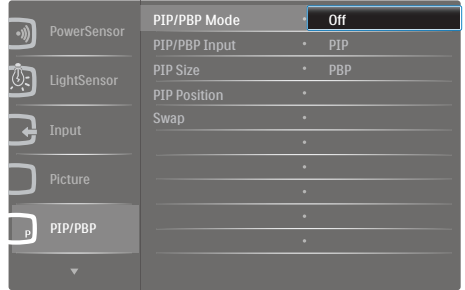 PowerSensor
LightSensor
Input
Picture
P
PIP/PBP
PIP/PBP Mode
Off
PIP/PBP Input
PIP
PIP Size
PBP
PIP Position
Swap